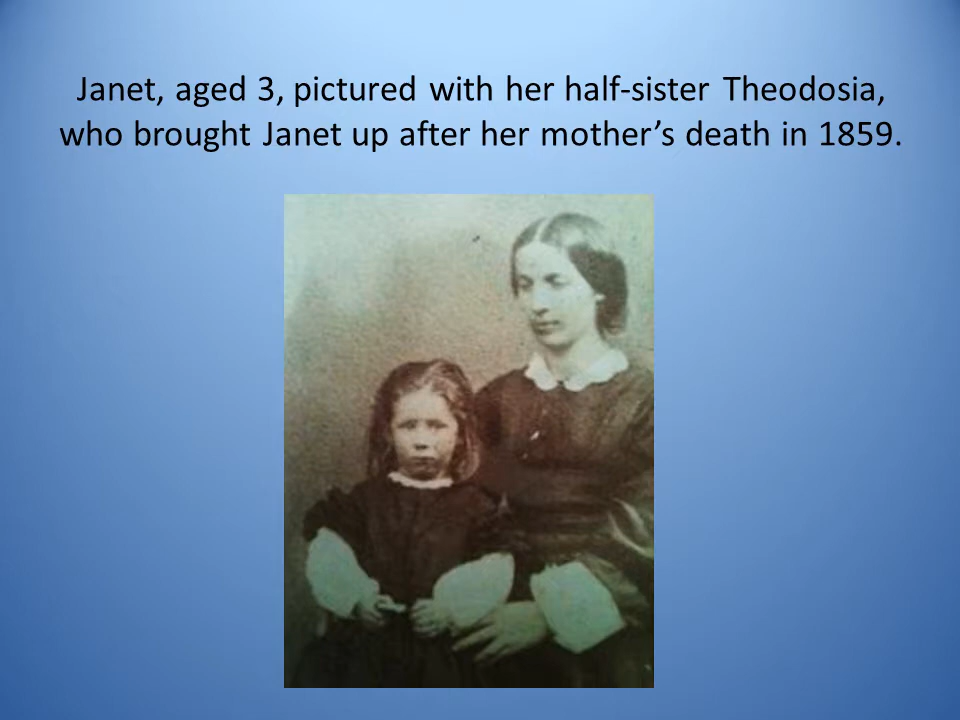 Janet, aged 3, pictured with her half-sister Theodosia,
who brought Janet up after her mother’s death in 1859.